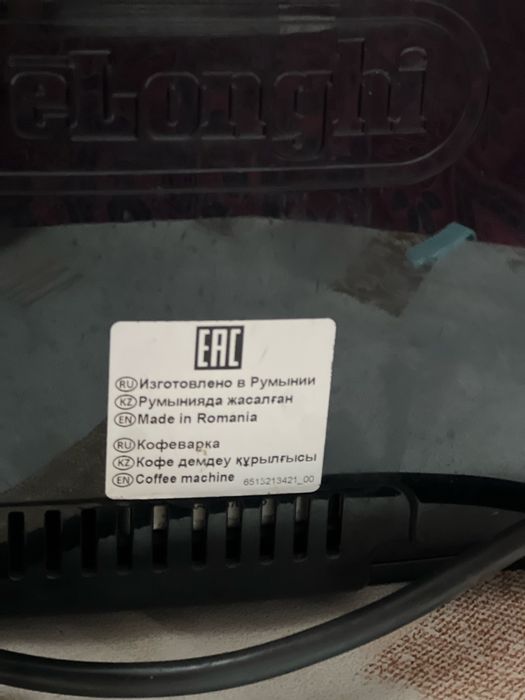 eLonghi
EAC
RU Изготовлено в Румынии
KZ Румынияда жасалған
EN Made in Romania
RU Кофеварка
KZ Кофе демдеу құрылғысы
EN Coffee machine 6515213421_00